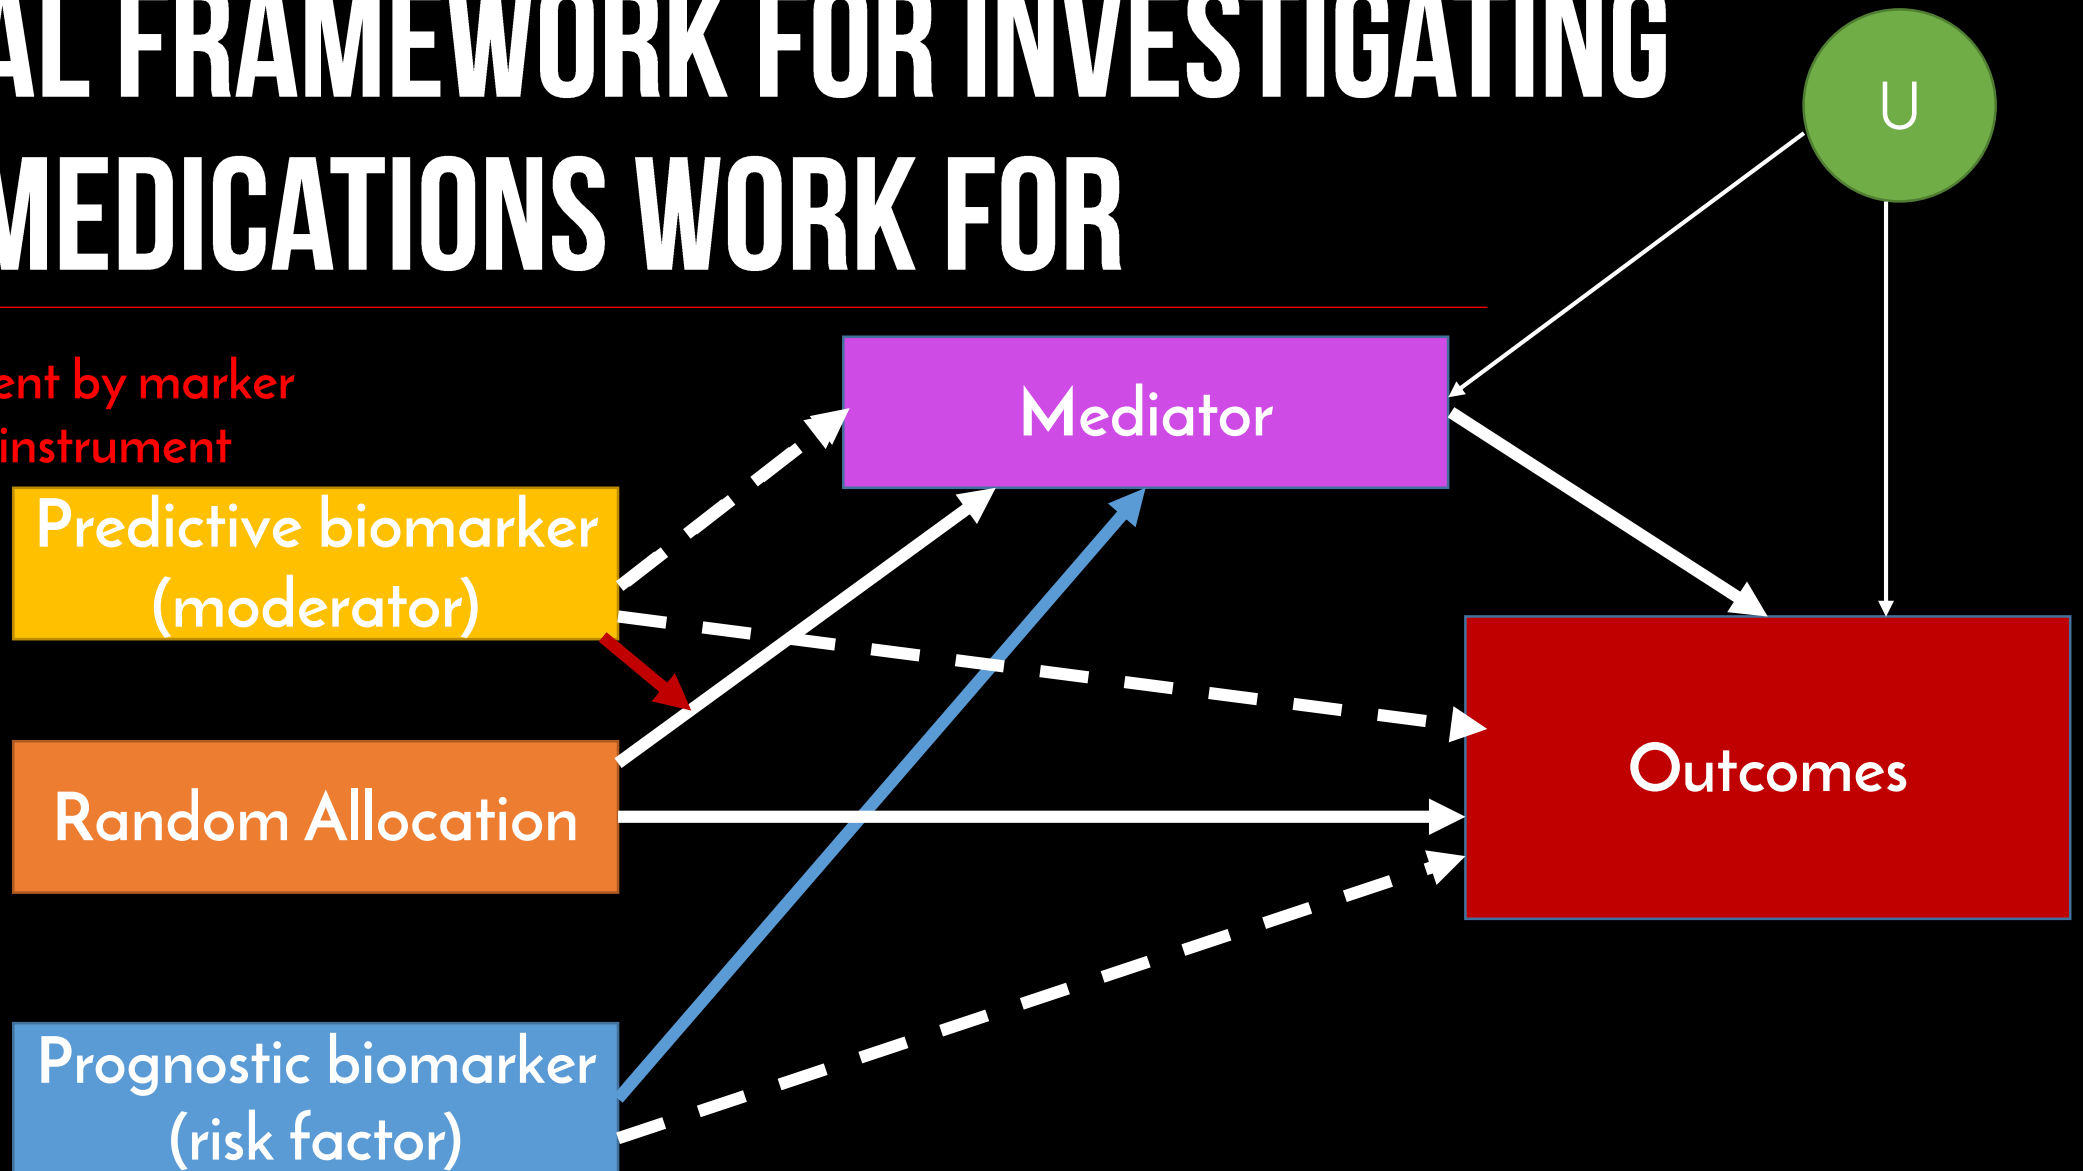 AL FRAMEWORK FOR INVESTIGATING
MEDICATIONS WORK FOR
U
ent by marker
instrument
Mediator
Predictive biomarker
(moderator)
Random Allocation
Outcomes
Prognostic biomarker
(risk factor)